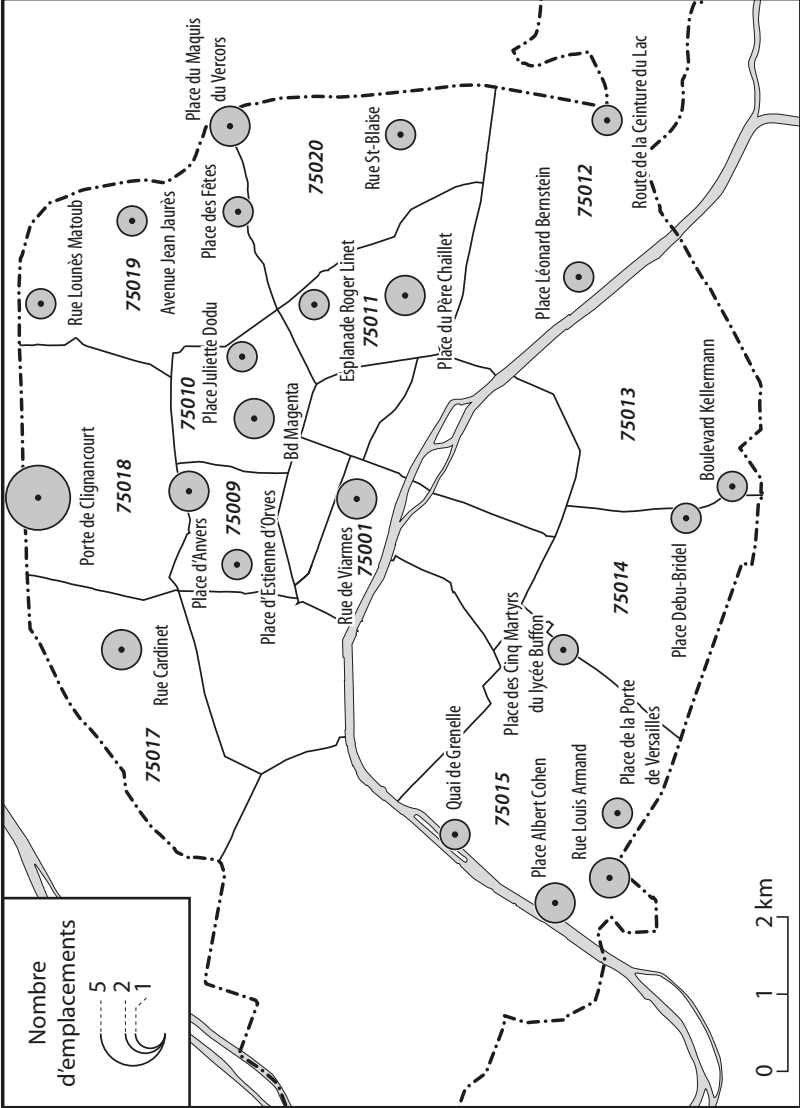 Nombre
d'emplacements
5
2
1
0
1
2 km
Porte de Clignancourt
75018
Rue Lounès Matoub
75019
Avenue Jean Jaurès
Place des Fêtes
Place du Maquis
du Vercors
Rue Cardinet
75017
Place d'Anvers
75009
Place d'Estienne d'Orves
75010
Place Juliette Dodu
Bd Magenta
75020
Rue St-Blaise
Esplanade Roger Linet
75011
Place du Père Chaillet
Rue de Viarmes
75001
Place Léonard Bernstein
75012
Route de la Ceinture du Lac
75013
Boulevard Kellermann
75014
Place Debu-Bridel
Place des Cinq Martyrs
du lycée Buffon
Quai de Grenelle
75015
Place Albert Cohen
Rue Louis Armand
Place de la Porte
de Versailles